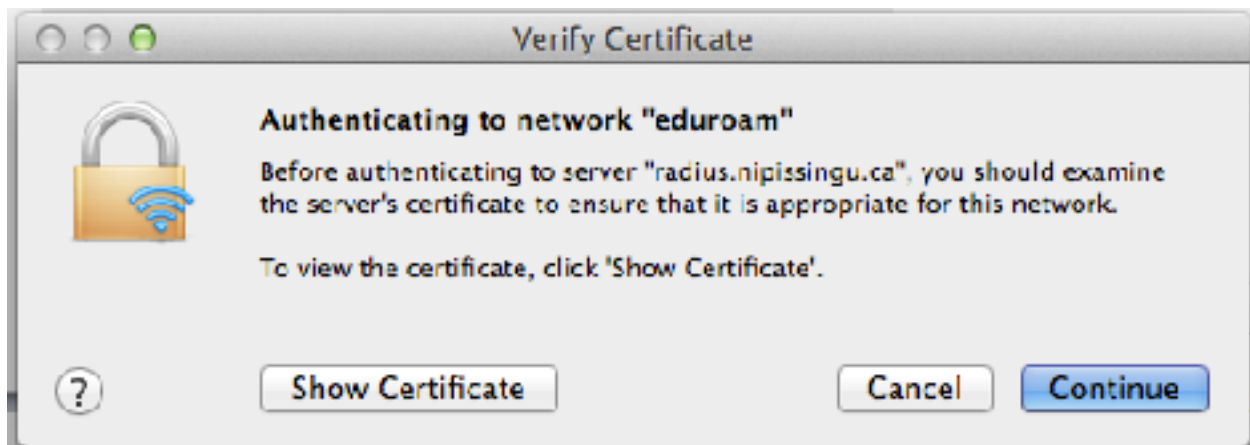 Verify Certificate
Authenticating to network "eduroam"
Before authenticating to server "radius.nipissingu.ca", you should examine
the server's certificate to ensure that it is appropriate for this network.
To view the certificate, click 'Show Certificate'.
?
Show Certificate
Cancel
Continue